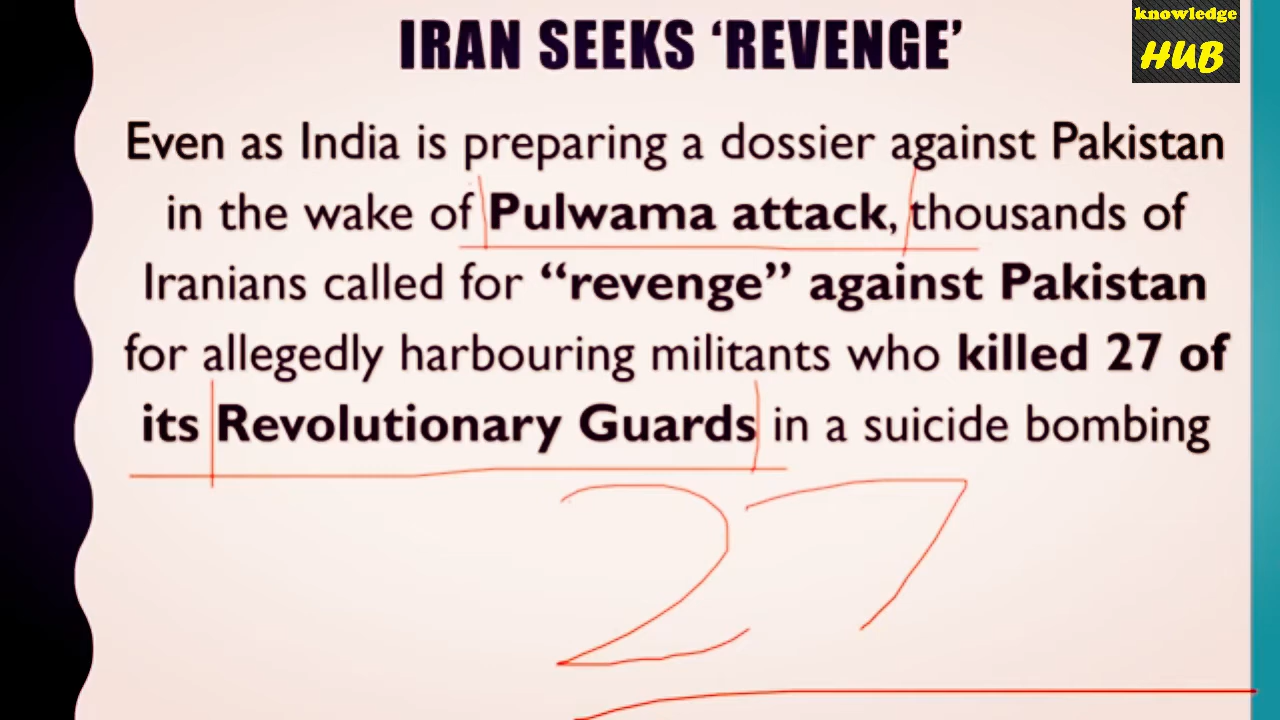 knowledge
HUB
IRAN SEEKS ‘REVENGE’
Even as India is preparing a dossier against Pakistan
in the wake of Pulwama attack, thousands of
Iranians called for “revenge” against Pakistan
for allegedly harbouring militants who killed 27 of
its Revolutionary Guards in a suicide bombing
27